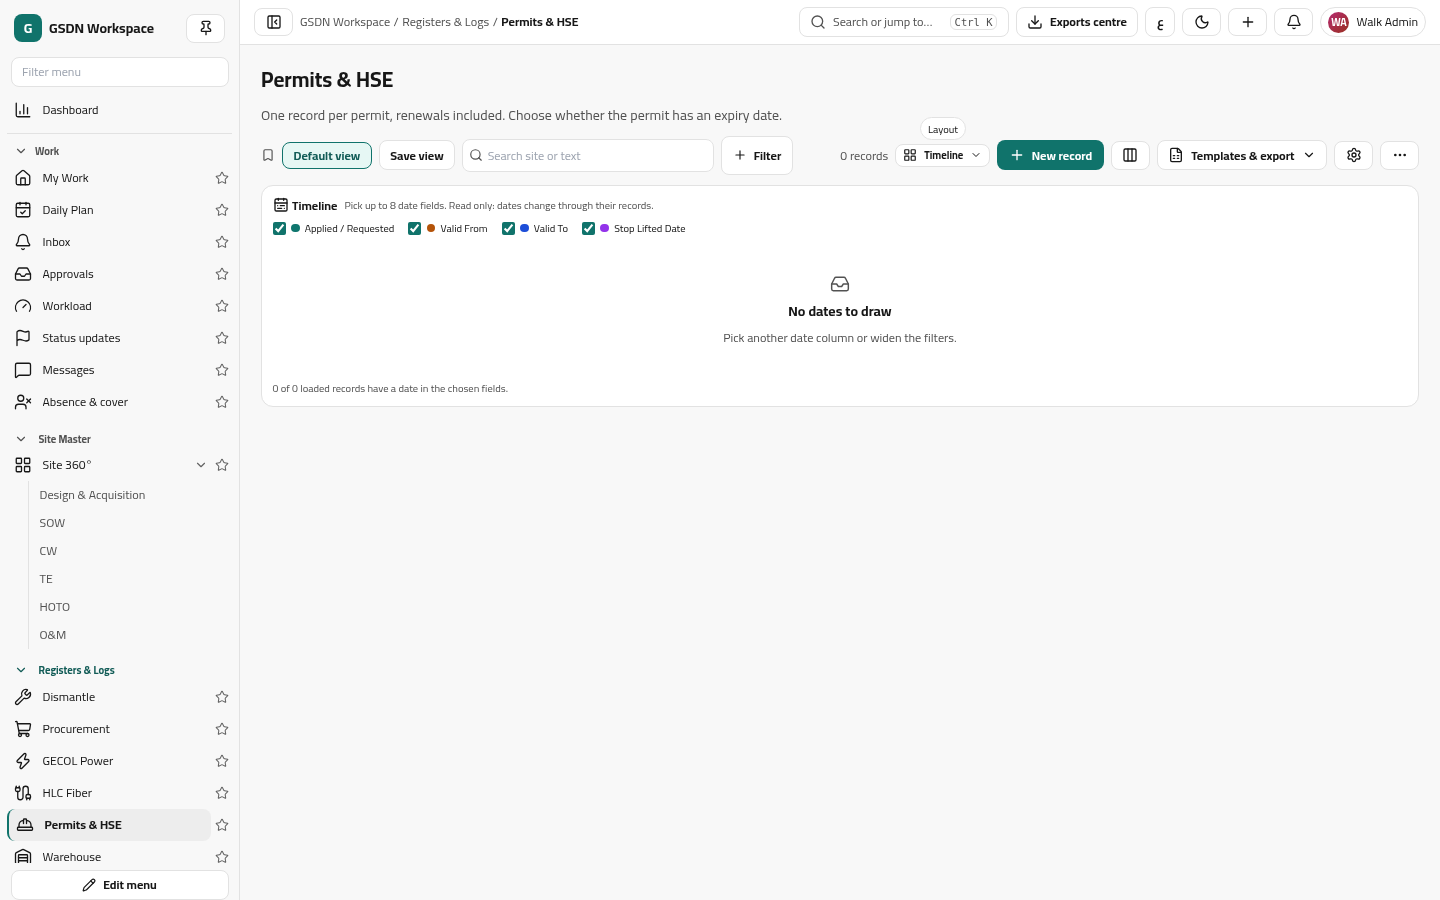 G GSDN Workspace
Filter menu
Dashboard
Work
My Work
Daily Plan
Inbox
Approvals
Workload
Status updates
Messages
Absence & cover
Site Master
Site 360°
Design & Acquisition
SOW
CW
TE
HOTO
O&M
Registers & Logs
Dismantle
Procurement
GECOL Power
HLC Fiber
Permits & HSE
Warehouse
Edit menu
GSDN Workspace / Registers & Logs / Permits & HSE
Search or jump to... Ctrl K
Exports centre
ع
WA Walk Admin
Permits & HSE
One record per permit, renewals included. Choose whether the permit has an expiry date.
Layout
Default view Save view Search site or text Filter 0 records Timeline New record Templates & export
Timeline Pick up to 8 date fields. Read only: dates change through their records.
Applied / Requested Valid From Valid To Stop Lifted Date
No dates to draw
Pick another date column or widen the filters.
0 of 0 loaded records have a date in the chosen fields.